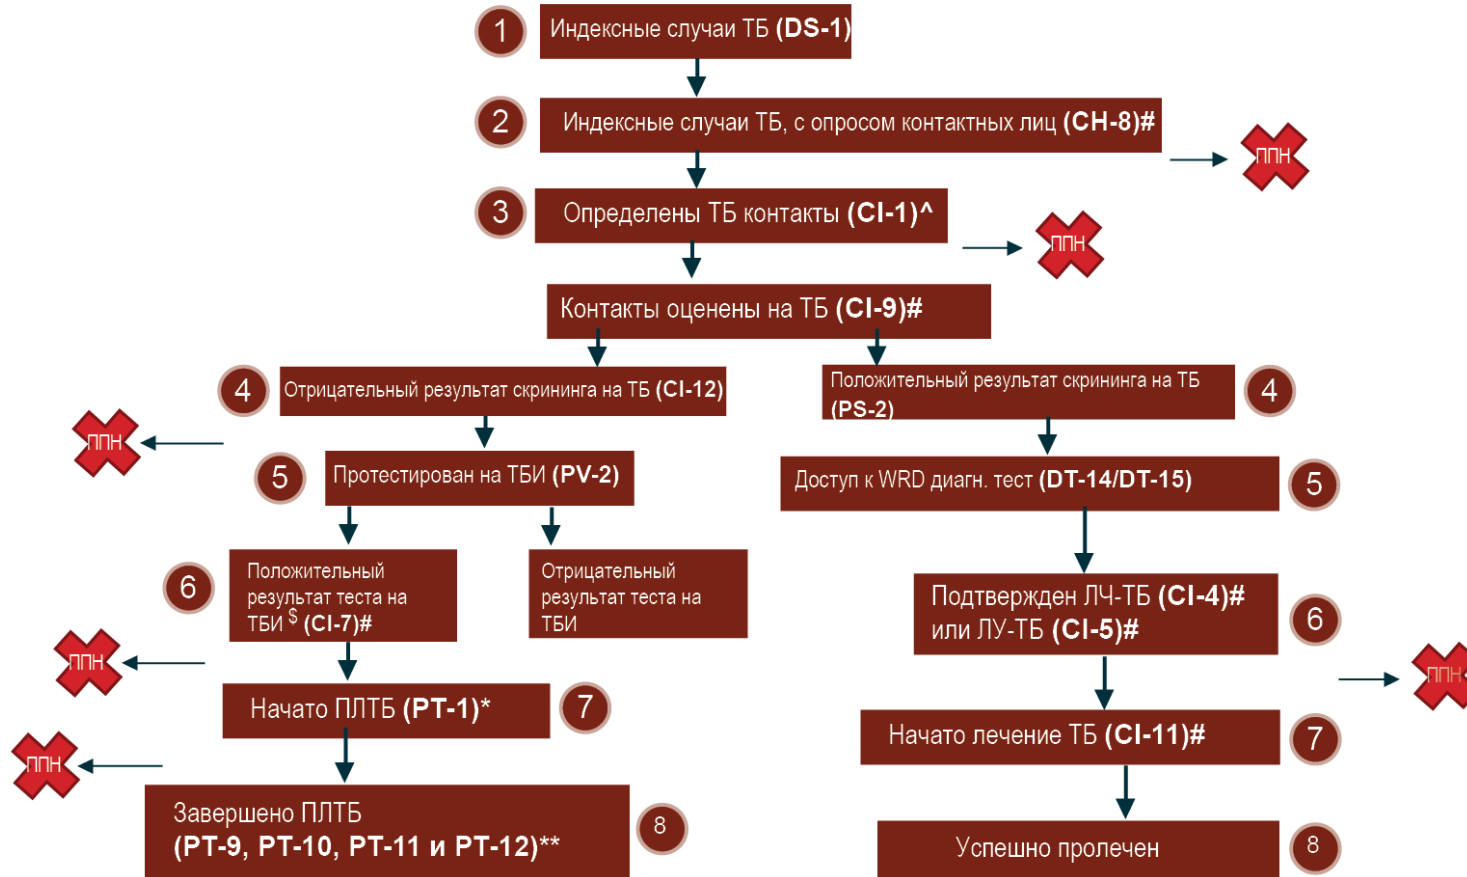 1
Индексные случаи ТБ (DS-1)
2
Индексные случаи ТБ, с опросом контактных лиц (CH-8)#
ППН
3
Определены ТБ контакты (CI-1)^
ППН
Контакты оценены на ТБ (CI-9)#
4
Отрицательный результат скрининга на ТБ (CI-12)
Положительный результат скрининга на ТБ
(PS-2)
4
ППН
5
Протестирован на ТБИ (PV-2)
Доступ к WRD диагн. тест (DT-14/DT-15)
5
6
Положительный
результат теста на
ТБИ $ (CI-7)#
Отрицательный
результат теста на
ТБИ
Подтвержден ЛЧ-ТБ (CI-4)#
или ЛУ-ТБ (CI-5)#
6
ППН
ППН
Начато ПЛТБ (PT-1)*
7
Начато лечение ТБ (CI-11)#
7
ППН
Завершено ПЛТБ
(PT-9, PT-10, PT-11 и PT-12)**
8
Успешно пролечен
8